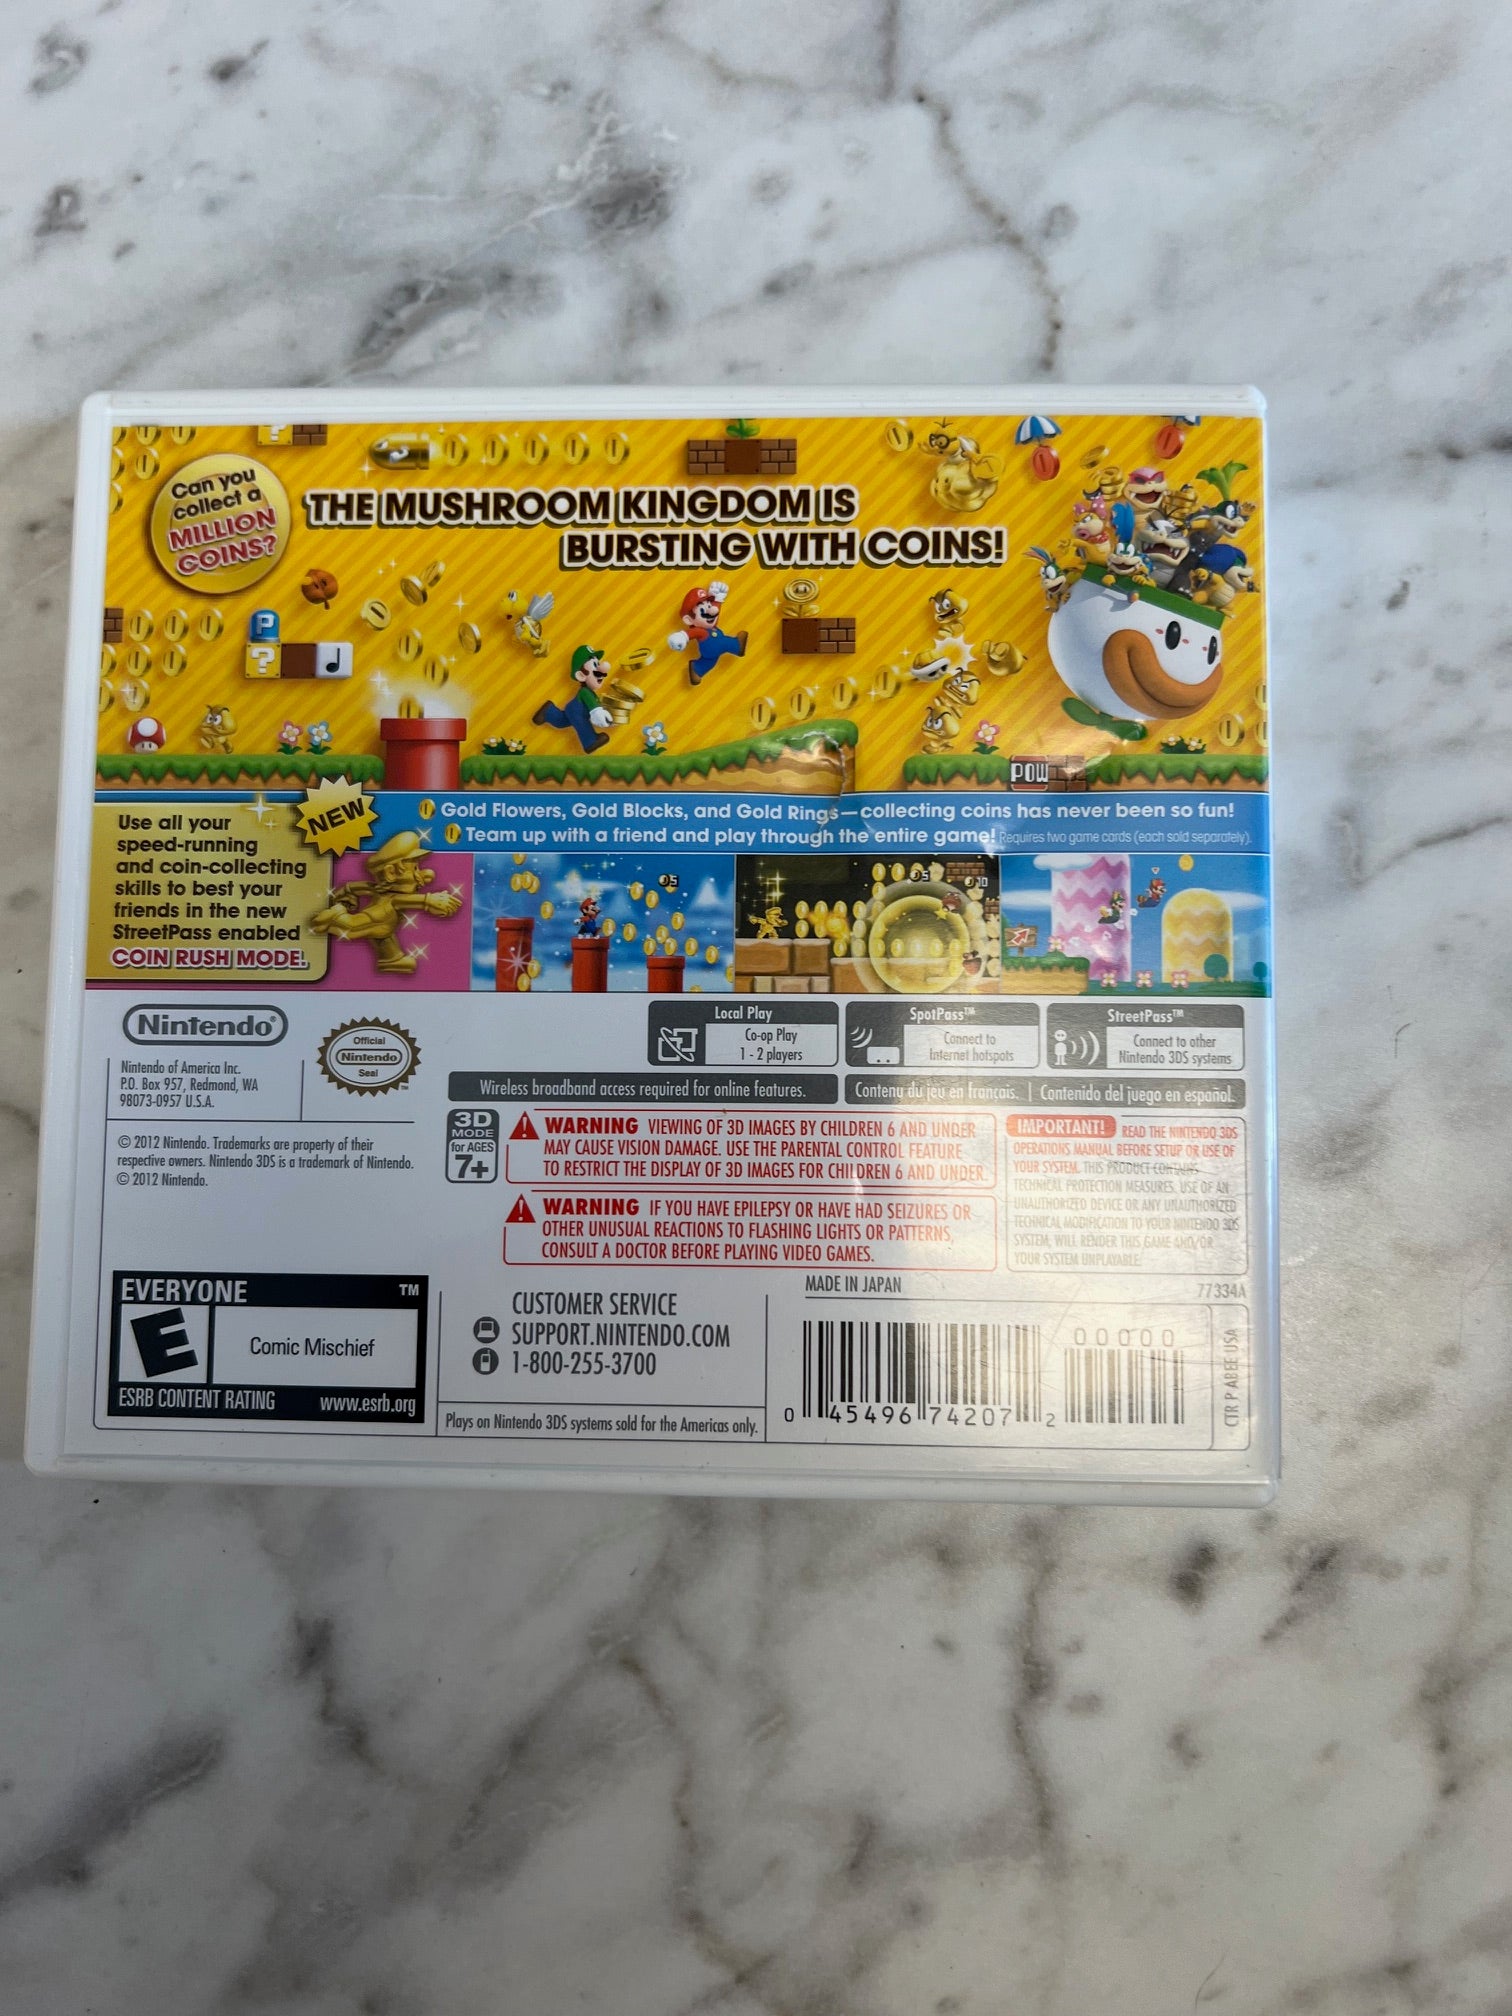 Can you
collect a
MILLION
COINS?
THE MUSHROOM KINGDOM IS
BURSTING WITH COINS!
P
?
POW
Use all your
speed-running
and coin-collecting
skills to best your
friends in the new
StreetPass enabled
COIN RUSH MODE!
NEW
Gold Flowers, Gold Blocks, and Gold Rings—collecting coins has never been so fun!
Team up with a friend and play through the entire game! Requires two game cards (each sold separately).
Nintendo®
Nintendo of America Inc.
P.O. Box 957, Redmond, WA
98073-0957 U.S.A.
Official
Nintendo
Seal
™
© 2012 Nintendo. Trademarks are property of their
respective owners. Nintendo 3DS is a trademark of Nintendo.
© 2012 Nintendo.
Local Play
Co-op Play
1 - 2 players
SpotPass™
Connect to
Internet hotspots
StreetPass™
Connect to other
Nintendo 3DS systems
Wireless broadband access required for online features.
Contenu du jeu en français. | Contenido del juego en español.
3D
MODE
for AGES
7+
WARNING VIEWING OF 3D IMAGES BY CHILDREN 6 AND UNDER
MAY CAUSE VISION DAMAGE. USE THE PARENTAL CONTROL FEATURE
TO RESTRICT THE DISPLAY OF 3D IMAGES FOR CHILDREN 6 AND UNDER.
WARNING IF YOU HAVE EPILEPSY OR HAVE HAD SEIZURES OR
OTHER UNUSUAL REACTIONS TO FLASHING LIGHTS OR PATTERNS,
CONSULT A DOCTOR BEFORE PLAYING VIDEO GAMES.
IMPORTANT! READ THE NINTENDO 3DS
OPERATIONS MANUAL BEFORE SETUP OR USE OF
YOUR SYSTEM. THIS PRODUCT CONTAINS
TECHNICAL PROTECTION MEASURES. USE OF AN
UNAUTHORIZED DEVICE OR ANY UNAUTHORIZED
TECHNICAL MODIFICATION TO YOUR NINTENDO 3DS
SYSTEM, WILL RENDER THIS GAME AND/OR
YOUR SYSTEM UNPLAYABLE.
EVERYONE ™
E
Comic Mischief
ESRB CONTENT RATING www.esrb.org
CUSTOMER SERVICE
SUPPORT.NINTENDO.COM
1-800-255-3700
Plays on Nintendo 3DS systems sold for the Americas only.
MADE IN JAPAN
77334A
0 45496 74207 2
00000
CTR P ABEE USA